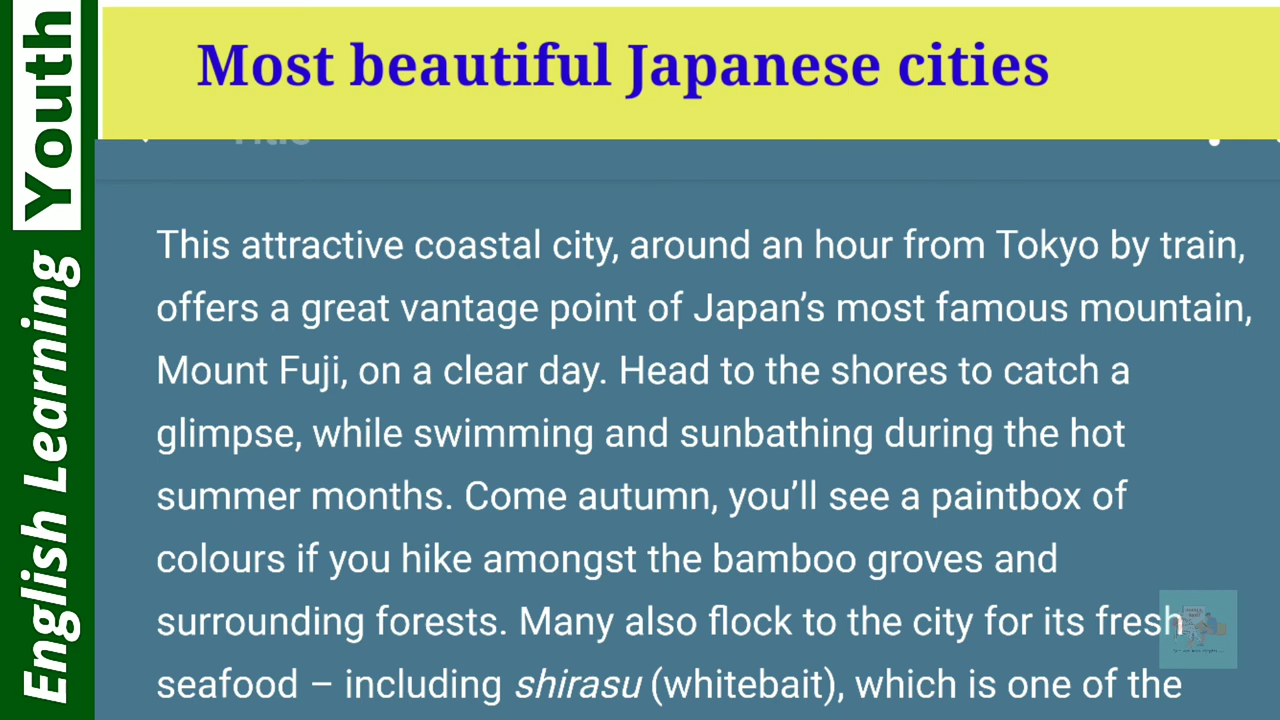 English Learning Youth
Most beautiful Japanese cities
This attractive coastal city, around an hour from Tokyo by train,
offers a great vantage point of Japan’s most famous mountain,
Mount Fuji, on a clear day. Head to the shores to catch a
glimpse, while swimming and sunbathing during the hot
summer months. Come autumn, you’ll see a paintbox of
colours if you hike amongst the bamboo groves and
surrounding forests. Many also flock to the city for its fresh
seafood – including shirasu (whitebait), which is one of the